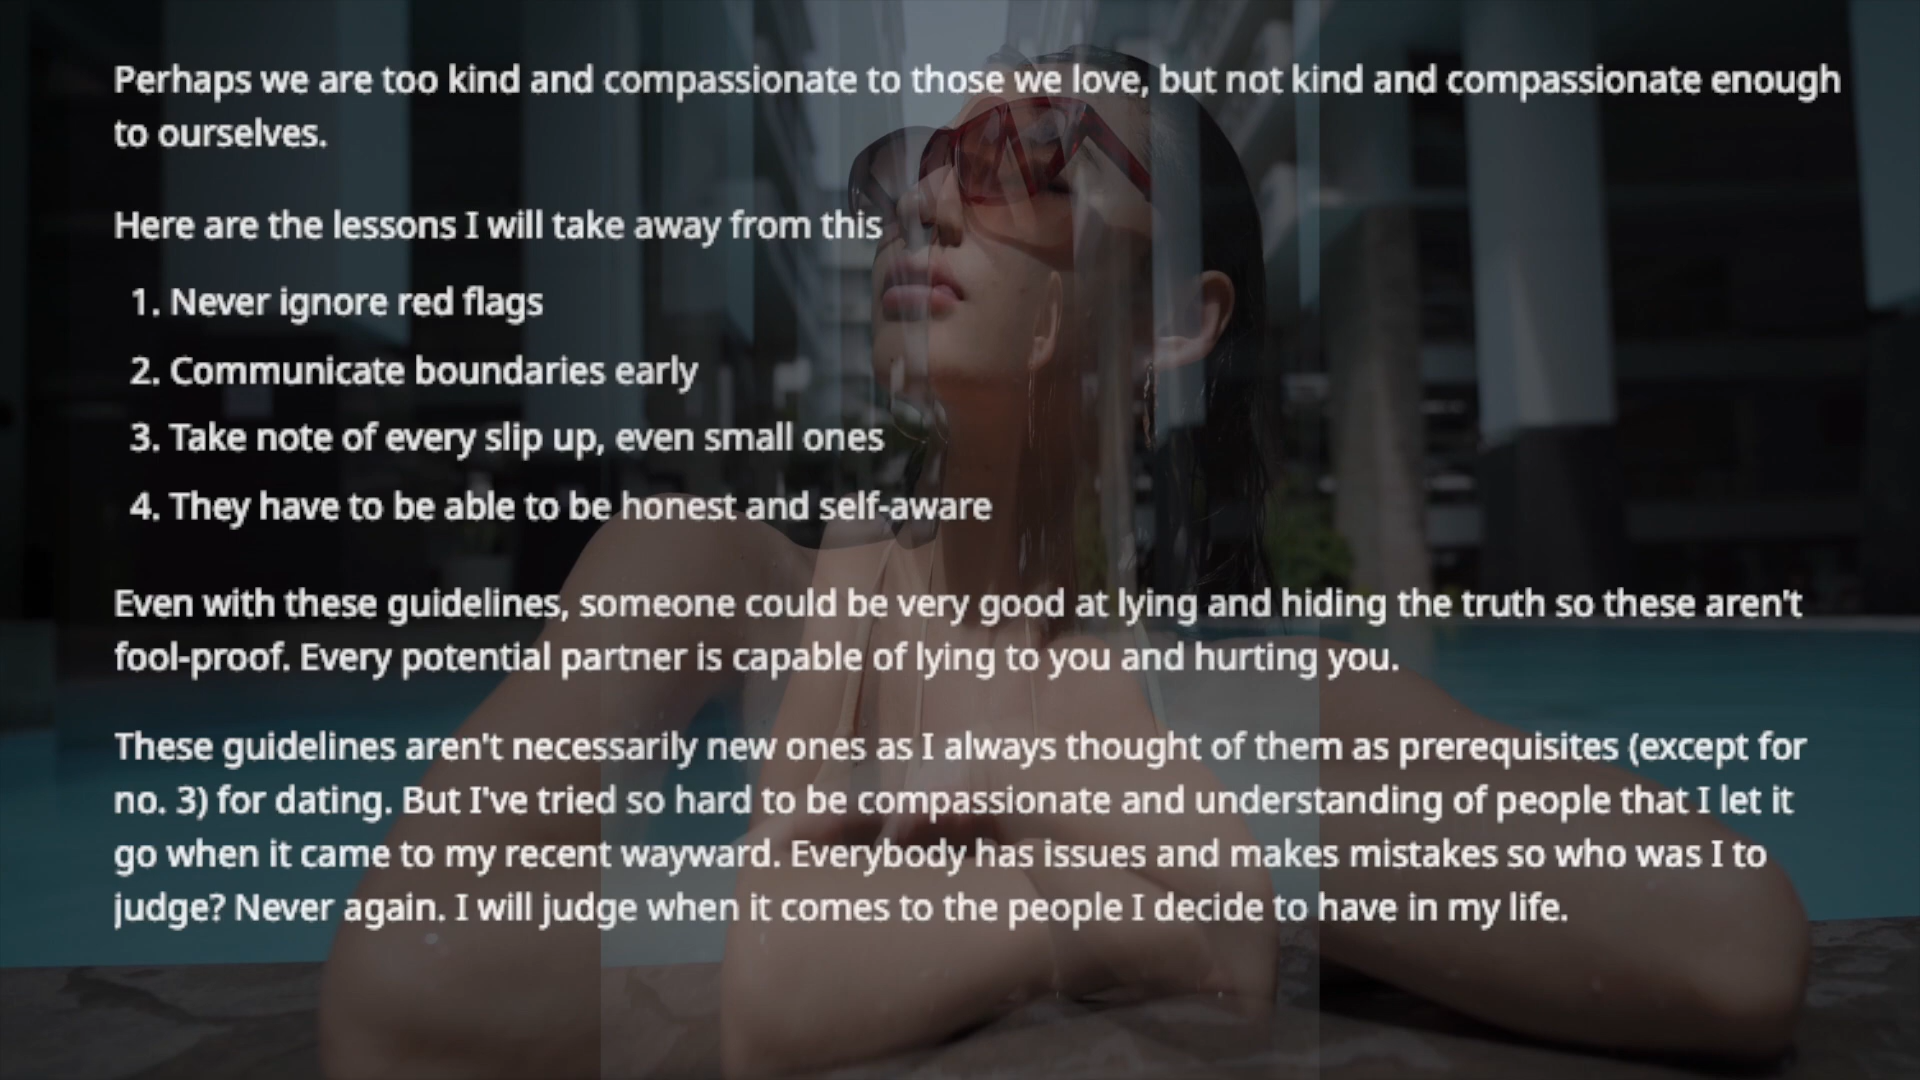 Perhaps we are too kind and compassionate to those we love, but not kind and compassionate enough
to ourselves.
Here are the lessons I will take away from this
1. Never ignore red flags
2. Communicate boundaries early
3. Take note of every slip up, even small ones
4. They have to be able to be honest and self-aware
Even with these guidelines, someone could be very good at lying and hiding the truth so these aren't
fool-proof. Every potential partner is capable of lying to you and hurting you.
These guidelines aren't necessarily new ones as I always thought of them as prerequisites (except for
no. 3) for dating. But I've tried so hard to be compassionate and understanding of people that I let it
go when it came to my recent wayward. Everybody has issues and makes mistakes so who was I to
judge? Never again. I will judge when it comes to the people I decide to have in my life.